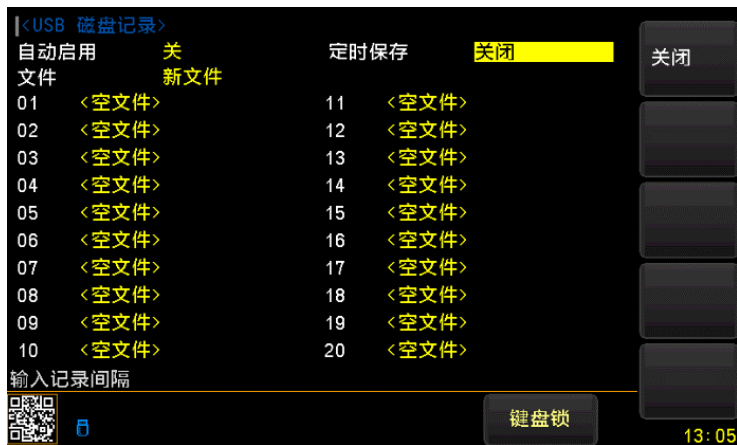 <USB 磁盘记录>
自动启用 关 定时保存 关闭 关闭
文件 新文件
01 <空文件> 11 <空文件>
02 <空文件> 12 <空文件>
03 <空文件> 13 <空文件>
04 <空文件> 14 <空文件>
05 <空文件> 15 <空文件>
06 <空文件> 16 <空文件>
07 <空文件> 17 <空文件>
08 <空文件> 18 <空文件>
09 <空文件> 19 <空文件>
10 <空文件> 20 <空文件>
输入记录间隔
键盘锁
13:05